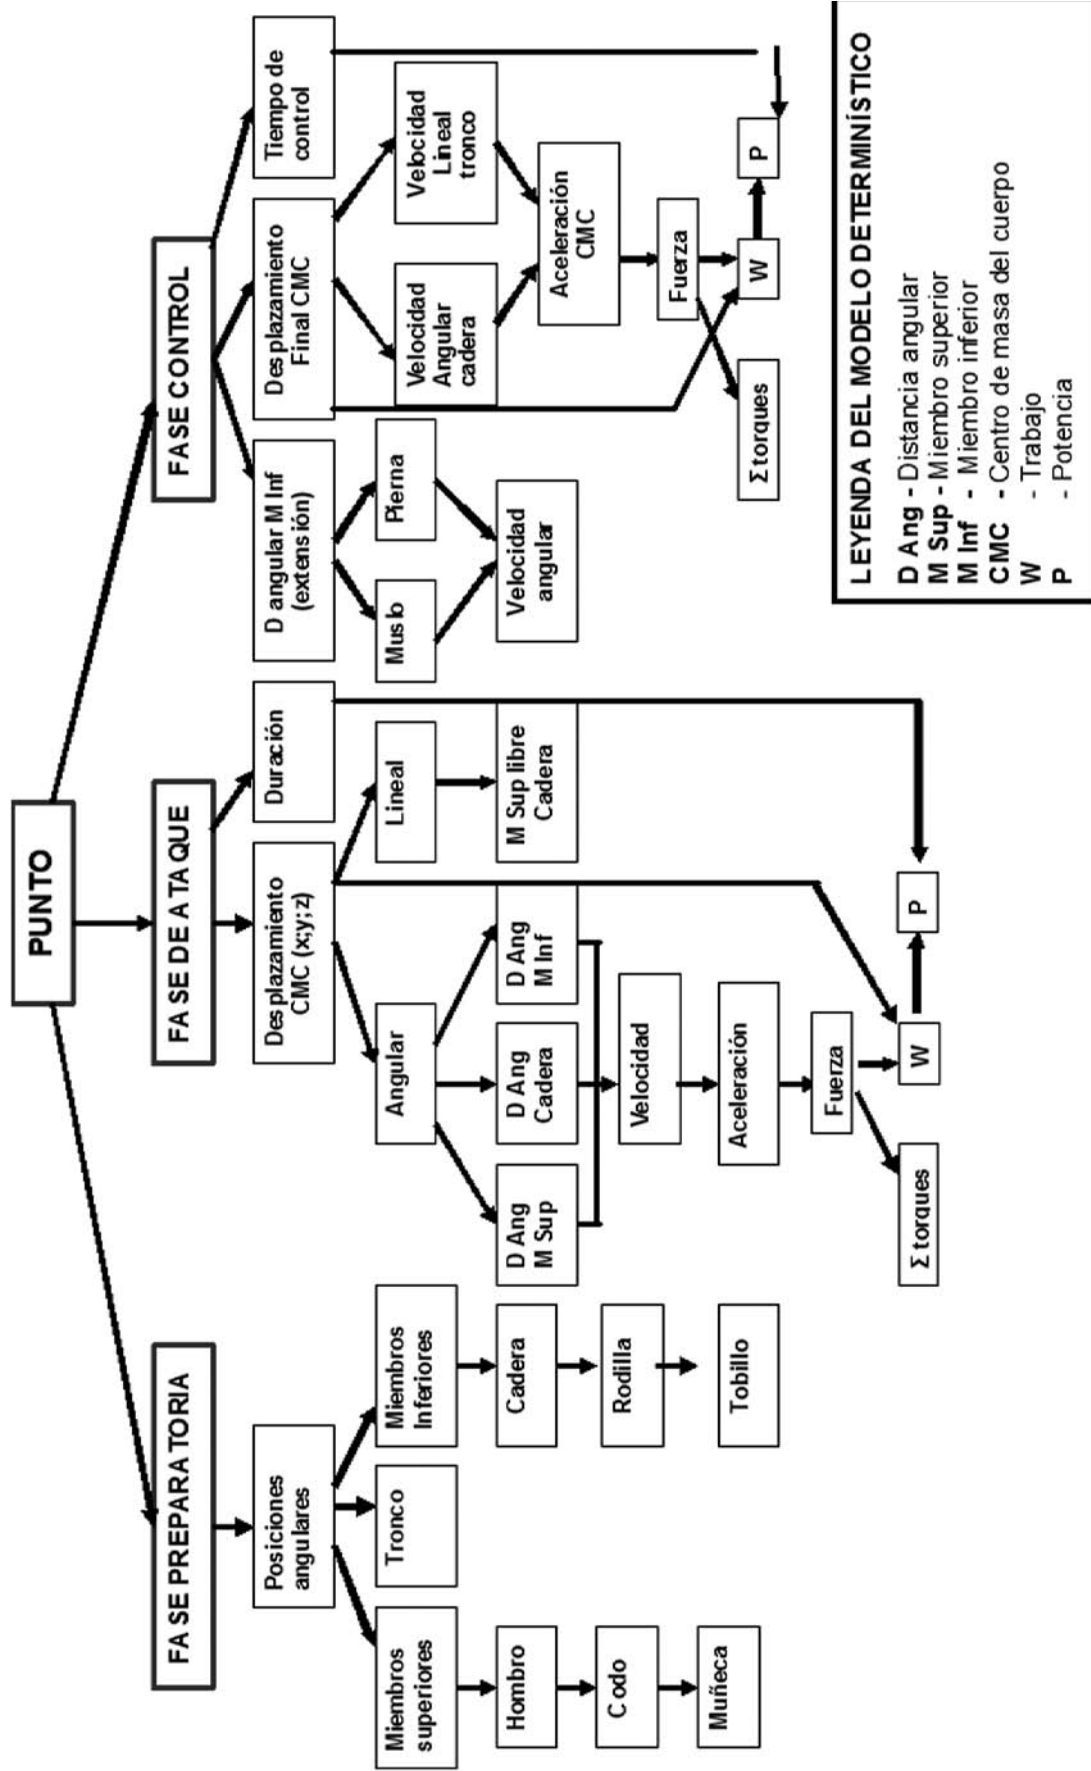 PUNTO
FASE PREPARATORIA
FASE DE ATAQUE
FASE CONTROL
Posiciones
angulares
Desplazamiento
CMC (x;y;z)
Duración
D angular M Inf
(extensión)
Desplazamiento
Final CMC
Tiempo de
control
Miembros
superiores
Tronco
Miembros
Inferiores
Angular
Lineal
Muslo
Pierna
Velocidad
Angular
cadera
Velocidad
Lineal
tronco
Hombro
Cadera
D Ang
M Sup
D Ang
Cadera
D Ang
M Inf
M Sup libre
Cadera
Velocidad
angular
Aceleración
CMC
Codo
Rodilla
Velocidad
Fuerza
Muñeca
Tobillo
Aceleración
Σ torques
W
P
Fuerza
Σ torques
W
P
LEYENDA DEL MODELO DETERMINÍSTICO
D Ang - Distancia angular
M Sup - Miembro superior
M Inf - Miembro inferior
CMC - Centro de masa del cuerpo
W - Trabajo
P - Potencia